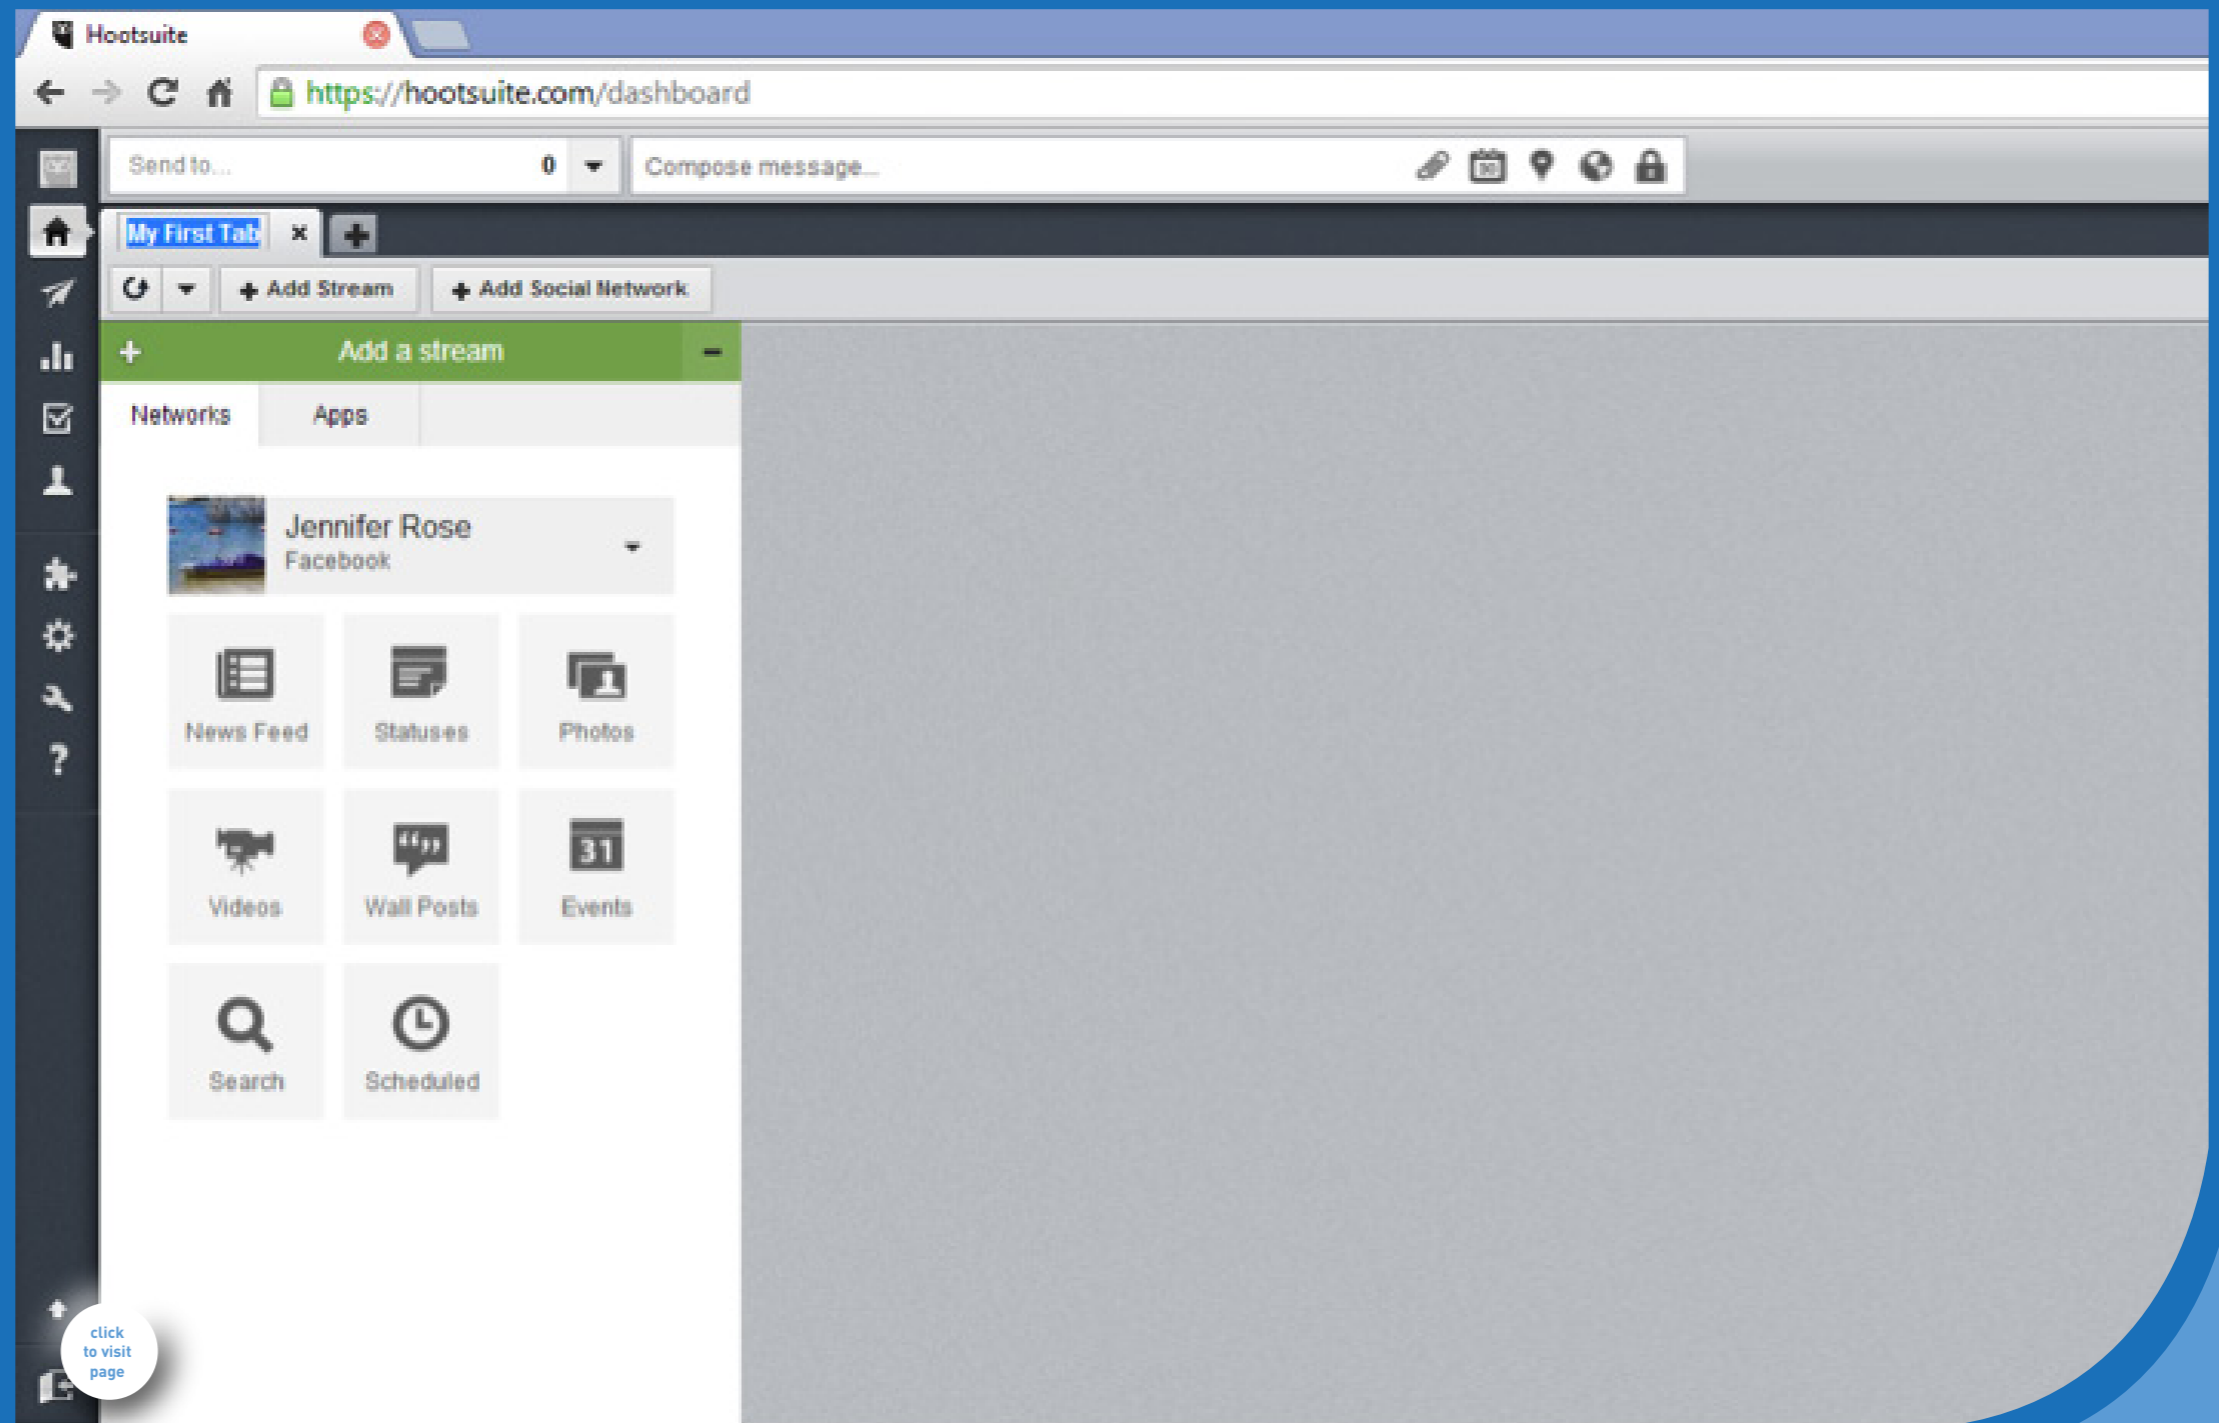 Hootsuite
https://hootsuite.com/dashboard
Send to... 0 Compose message...
My First Tab
Add Stream Add Social Network
Add a stream
Networks Apps
Jennifer Rose
Facebook
News Feed Statuses Photos
31
Videos Wall Posts Events
Search Scheduled
click
to visit
page